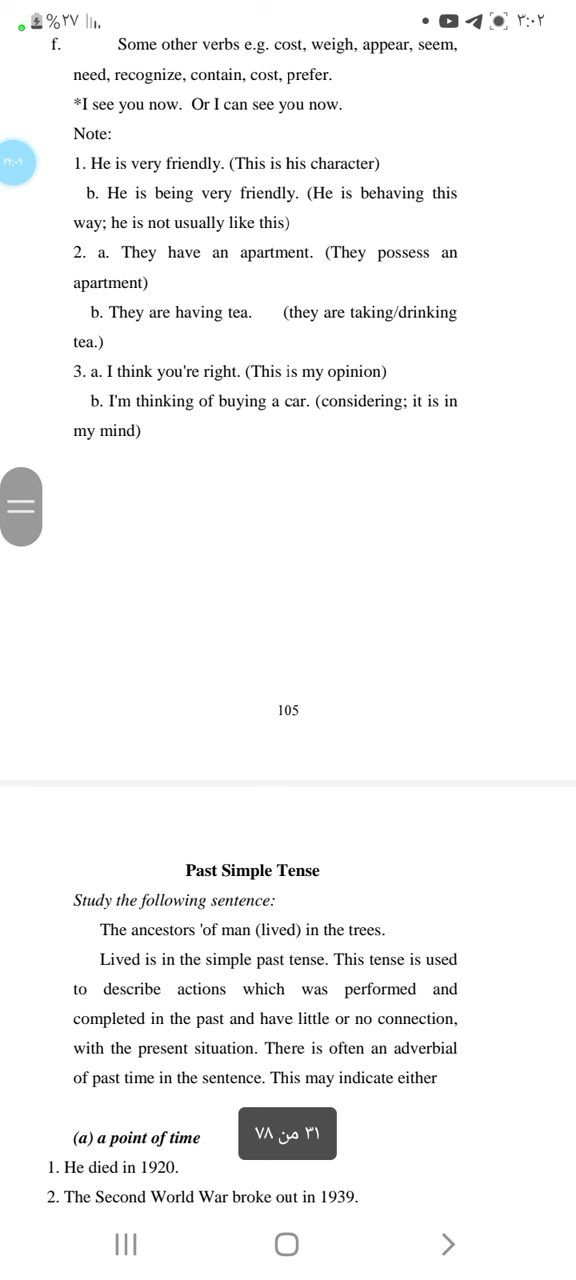 %٢٧ ٣:٠٢
f. Some other verbs e.g. cost, weigh, appear, seem,
need, recognize, contain, cost, prefer.
*I see you now. Or I can see you now.
Note:
1. He is very friendly. (This is his character)
b. He is being very friendly. (He is behaving this
way; he is not usually like this)
2. a. They have an apartment. (They possess an
apartment)
b. They are having tea. (they are taking/drinking
tea.)
3. a. I think you're right. (This is my opinion)
b. I'm thinking of buying a car. (considering; it is in
my mind)
105
Past Simple Tense
Study the following sentence:
The ancestors 'of man (lived) in the trees.
Lived is in the simple past tense. This tense is used
to describe actions which was performed and
completed in the past and have little or no connection,
with the present situation. There is often an adverbial
of past time in the sentence. This may indicate either
(a) a point of time
٣١ من ٧٨
1. He died in 1920.
2. The Second World War broke out in 1939.